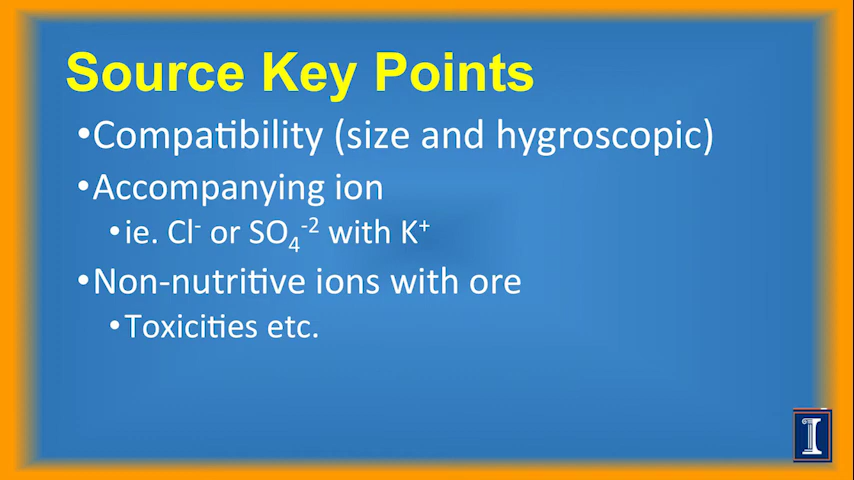 Source Key Points
•Compatibility (size and hygroscopic)
•Accompanying ion
•ie. Cl⁻ or SO₄⁻² with K⁺
•Non-nutritive ions with ore
•Toxicities etc.
I